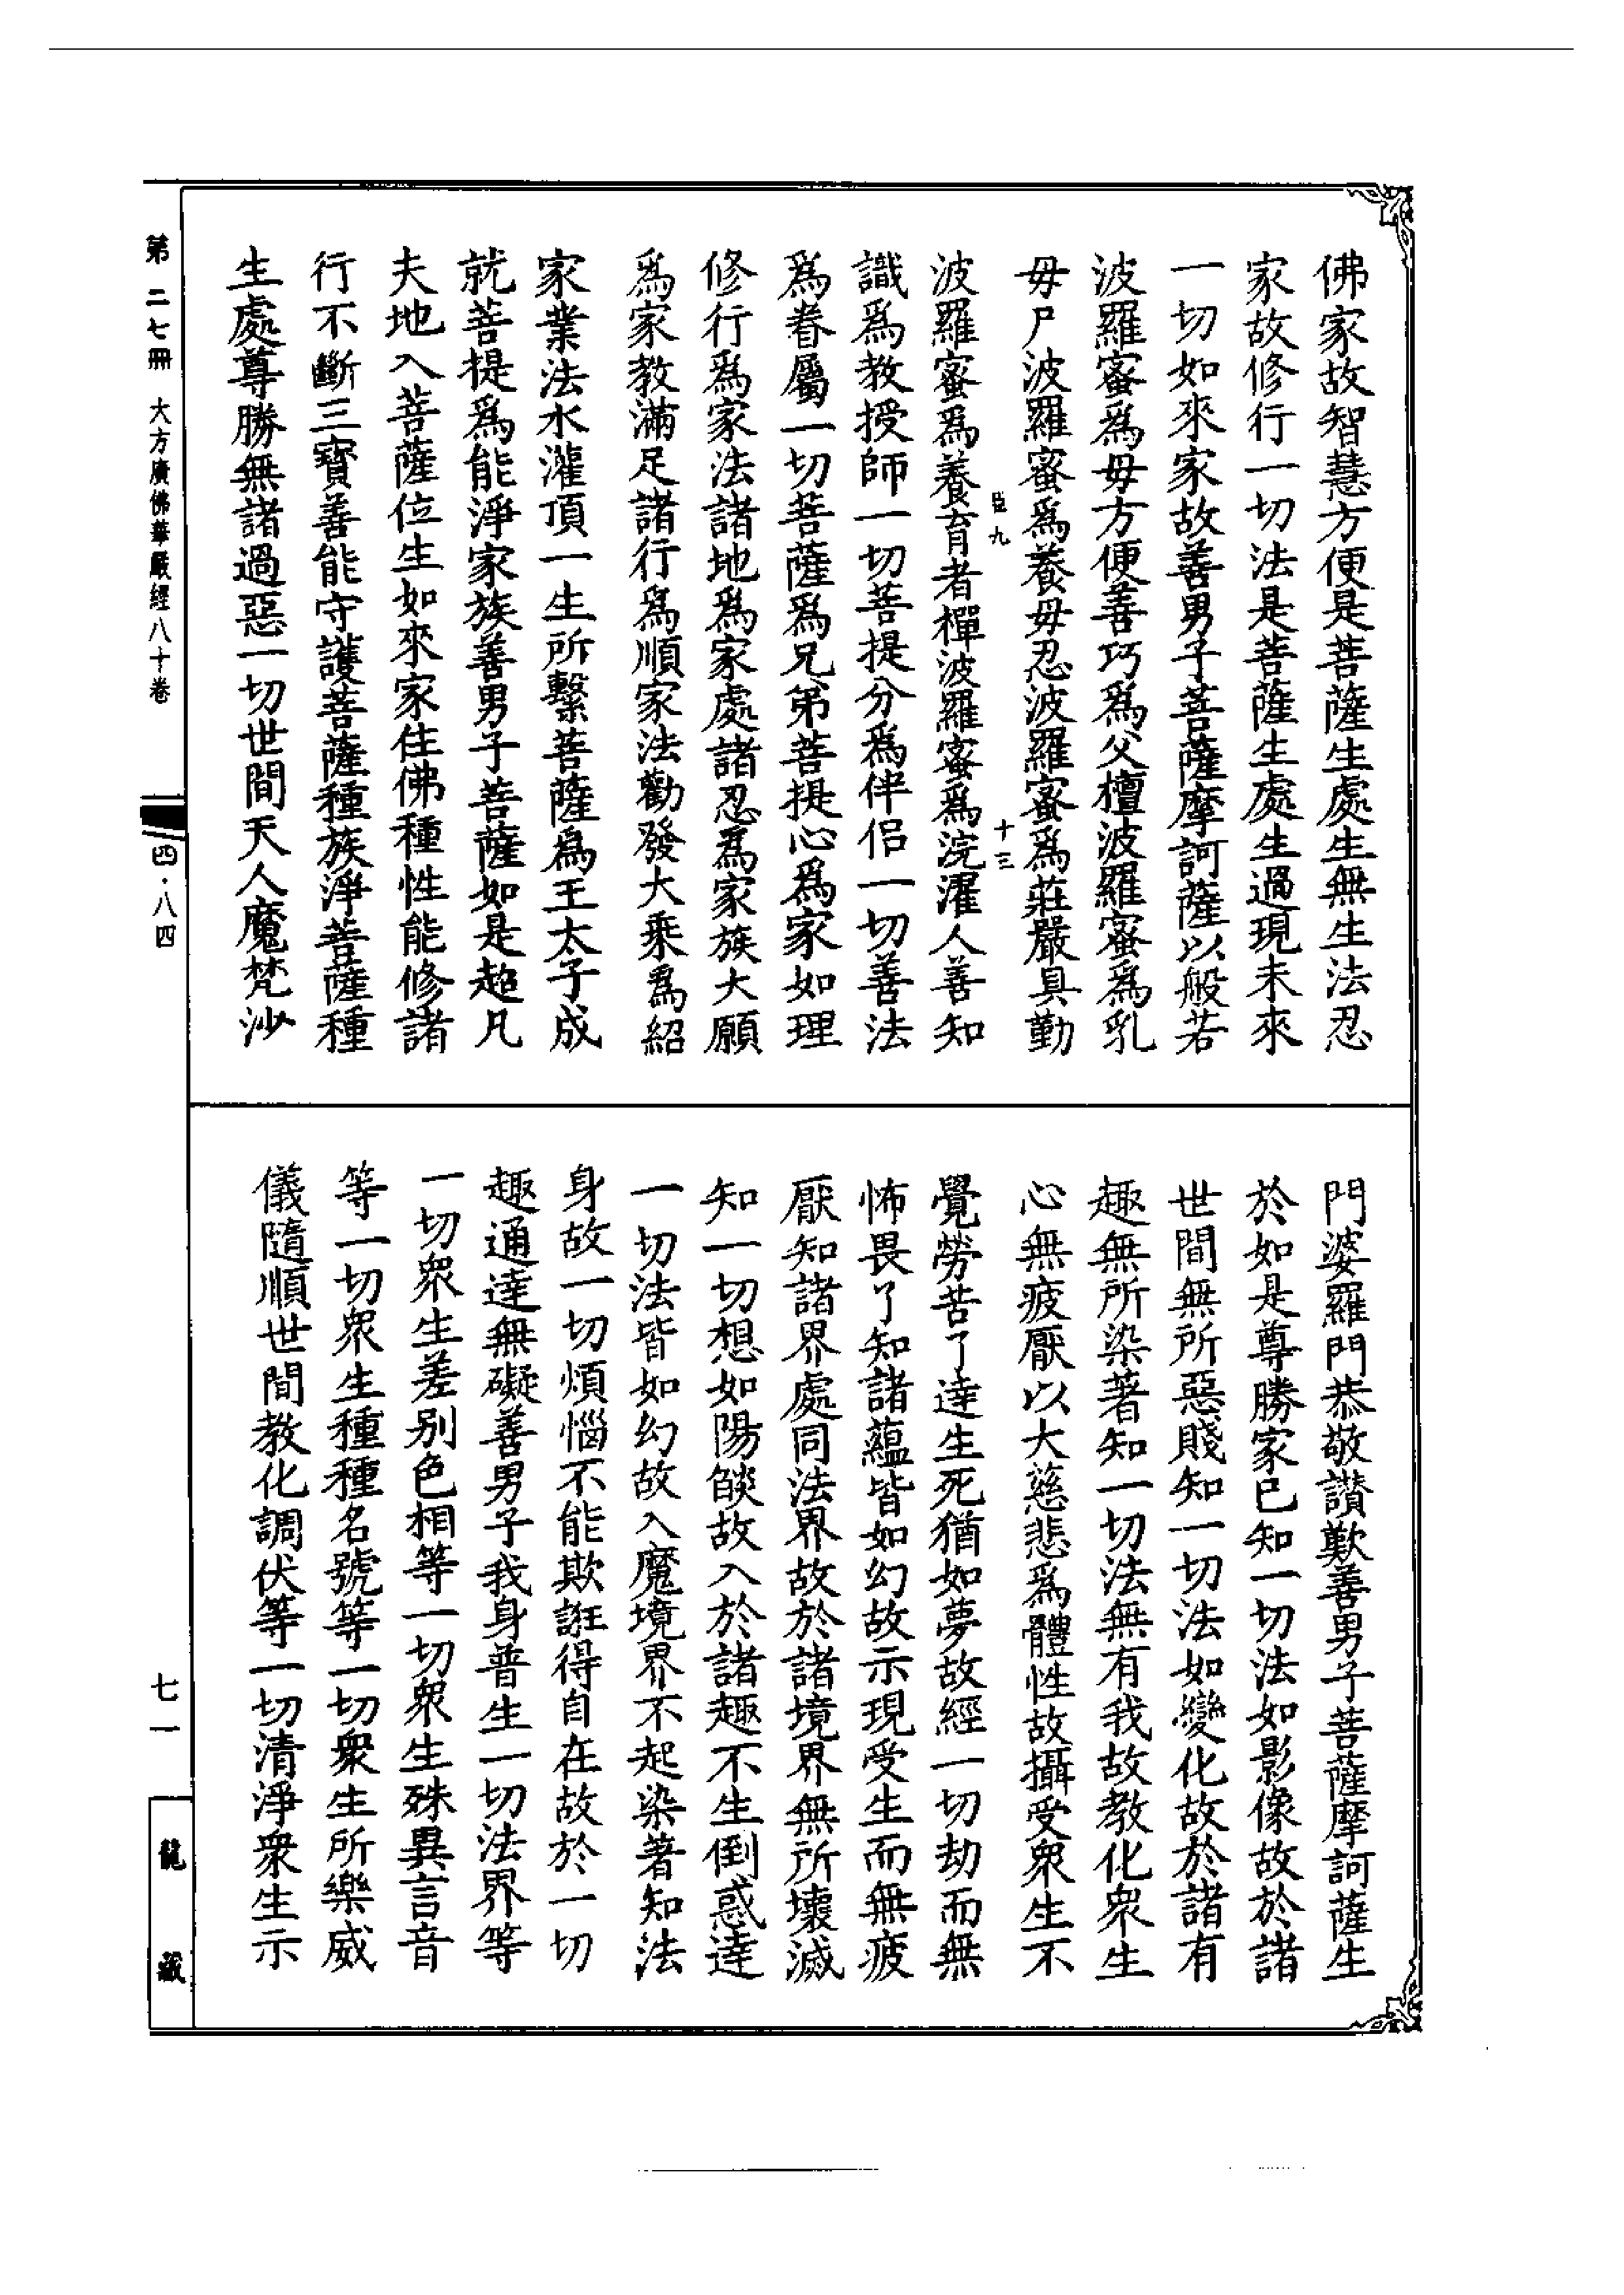 佛家故智慧方便是菩薩生處生無生法忍
家故修行一切法是菩薩生處生過現未來
一切如來家故善男子菩薩摩訶薩以般若
波羅蜜爲毋方便善巧爲父檀波羅蜜爲乳
毋尸波羅蜜爲養毋忍波羅蜜爲莊嚴具勤
臣九
十三
波羅蜜爲養育者禪波羅蜜爲浣濯人善知
識爲教授師一切菩提分爲伴侶一切善法
爲眷屬一切菩薩爲兄弟菩提心爲家如理
修行爲家法諸地爲家處諸忍爲家族大願
爲家教滿足諸行爲順家法勸發大乘爲紹
家業法水灌頂一生所繫菩薩爲王太子成
就菩提爲能淨家族善男子菩薩如是超凡
夫地入菩薩位生如來家住佛種性能修諸
行不斷三寶善能守護菩薩種族淨菩薩種
生處尊勝無諸過惡一切世間天人魔梵沙
門婆羅門恭敬讃歎善男子菩薩摩訶薩生
於如是尊勝家已知一切法如影像故於諸
世間無所惡賤知一切法如變化故於諸有
趣無所染著知一切法無有我故教化衆生
心無疲厭以大慈悲爲體性故攝受衆生不
覺勞苦了達生死猶如夢故經一切劫而無
怖畏了知諸蘊皆如幻故示現受生而無疲
厭知諸界處同法界故於諸境界無所壞滅
知一切想如陽燄故入於諸趣不生倒惑達
一切法皆如幻故入魔境界不起染著知法
身故一切煩惱不能欺誑得自在故於一切
趣通達無礙善男子我身普生一切法界等
一切衆生差别色相等一切衆生殊異言音
等一切衆生種種名號等一切衆生所樂威
儀隨順世間教化調伏等一切清淨衆生示
第二七冊 大方廣佛華嚴經八十卷
四·八四
七一
龍藏